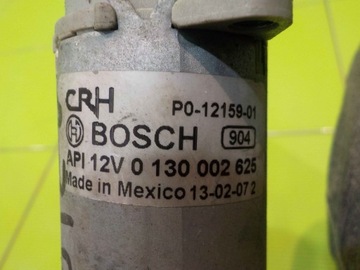 CRH P0-12159-01
BOSCH 904
API 12V 0 130 002 625
Made in Mexico 13-02-07 2